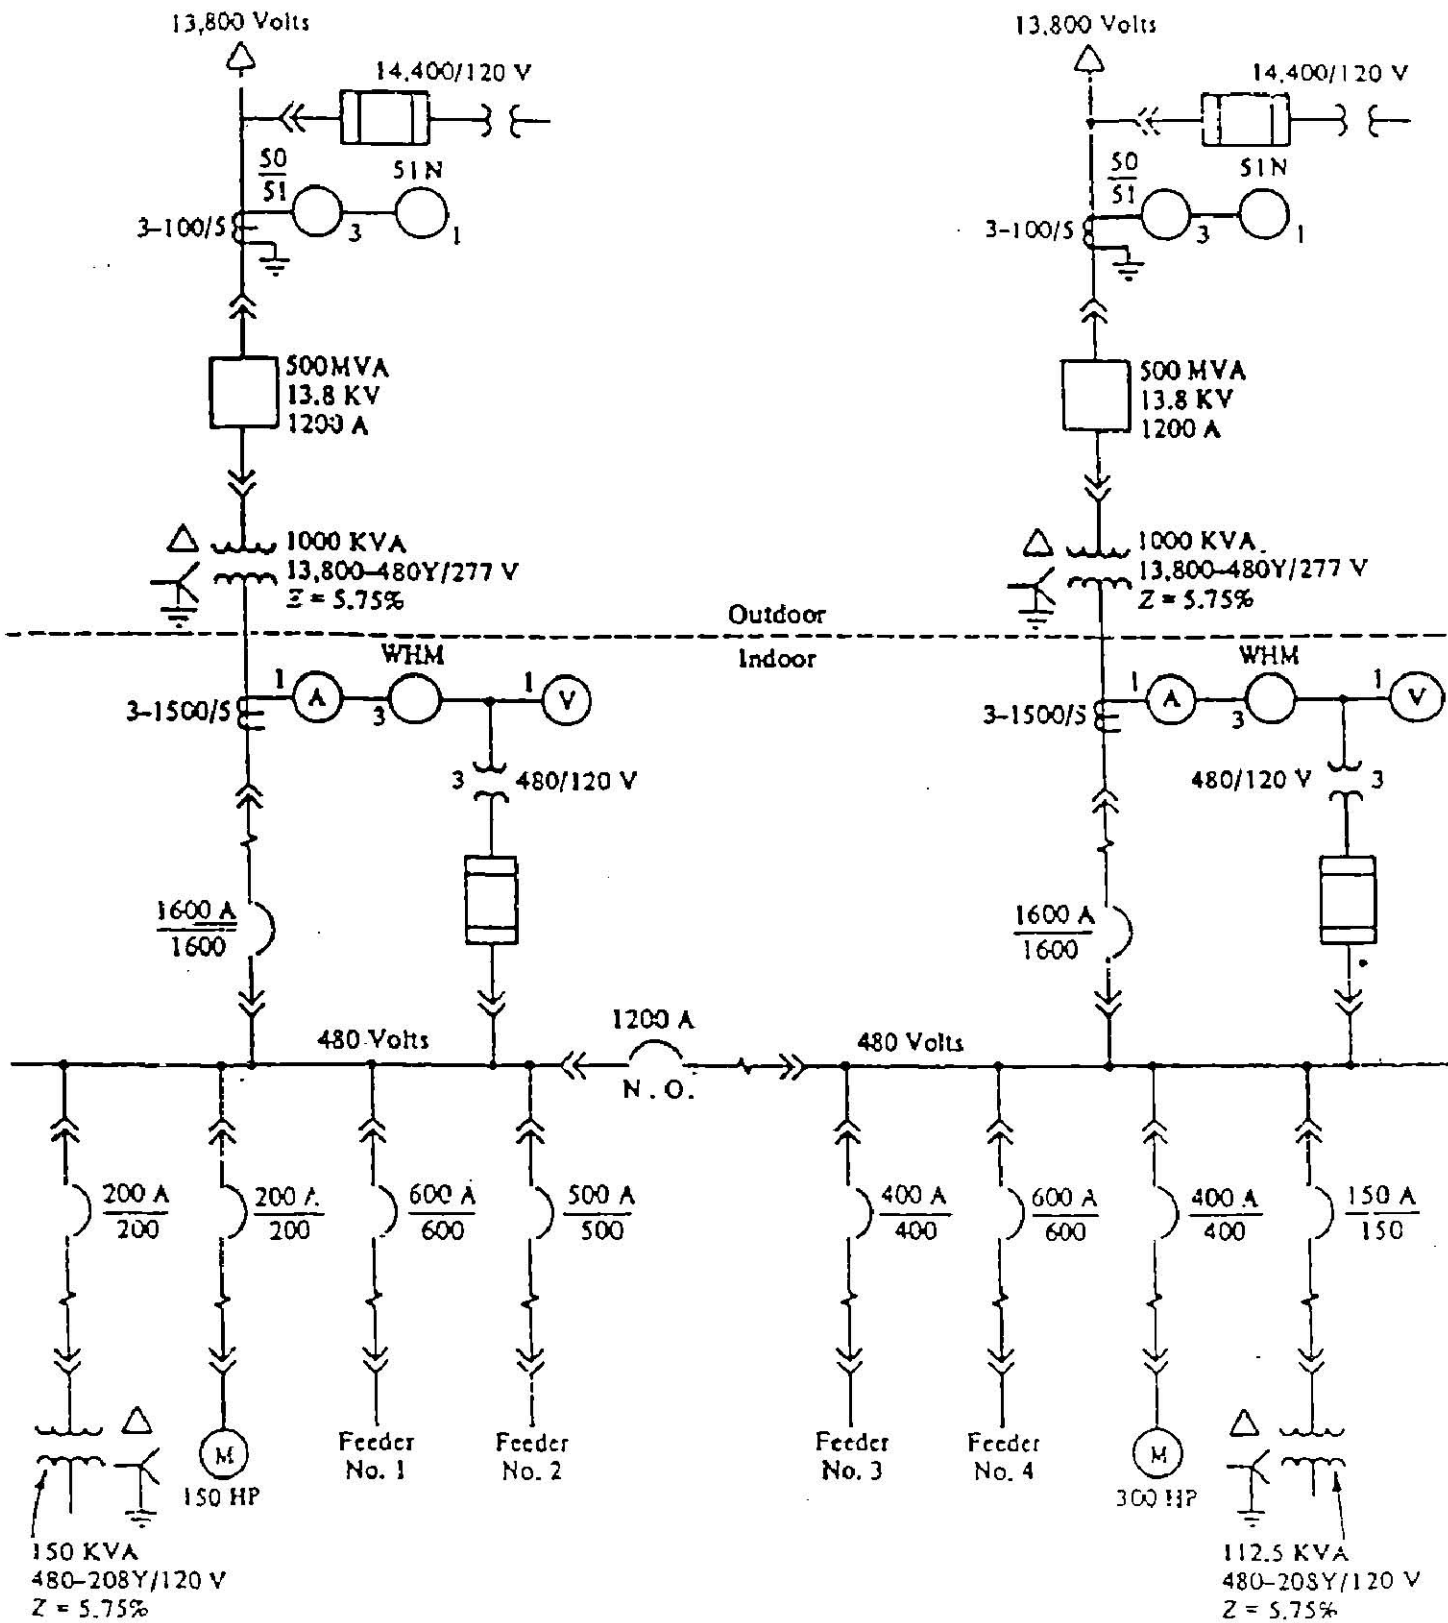 13,800 Volts
14,400/120 V
50
51
51N
3-100/5
3
1
500MVA
13.8 KV
1200 A
1000 KVA
13,800-480Y/277 V
Z = 5.75%
13,800 Volts
14,400/120 V
50
51
51N
3-100/5
3
1
500 MVA
13.8 KV
1200 A
1000 KVA
13,800-480Y/277 V
Z = 5.75%
Outdoor
Indoor
WHM
1
A
3
1
V
3-1500/5
3
480/120 V
1600 A
1600
WHM
1
A
3
1
V
3-1500/5
480/120 V
3
1600 A
1600
480 Volts
1200 A
N.O.
480 Volts
200 A
200
200 A
200
600 A
600
500 A
500
400 A
400
600 A
600
400 A
400
150 A
150
M
150 HP
Feeder
No. 1
Feeder
No. 2
Feeder
No. 3
Feeder
No. 4
M
300 HP
150 KVA
480-208Y/120 V
Z = 5.75%
112.5 KVA
480-208Y/120 V
Z = 5.75%